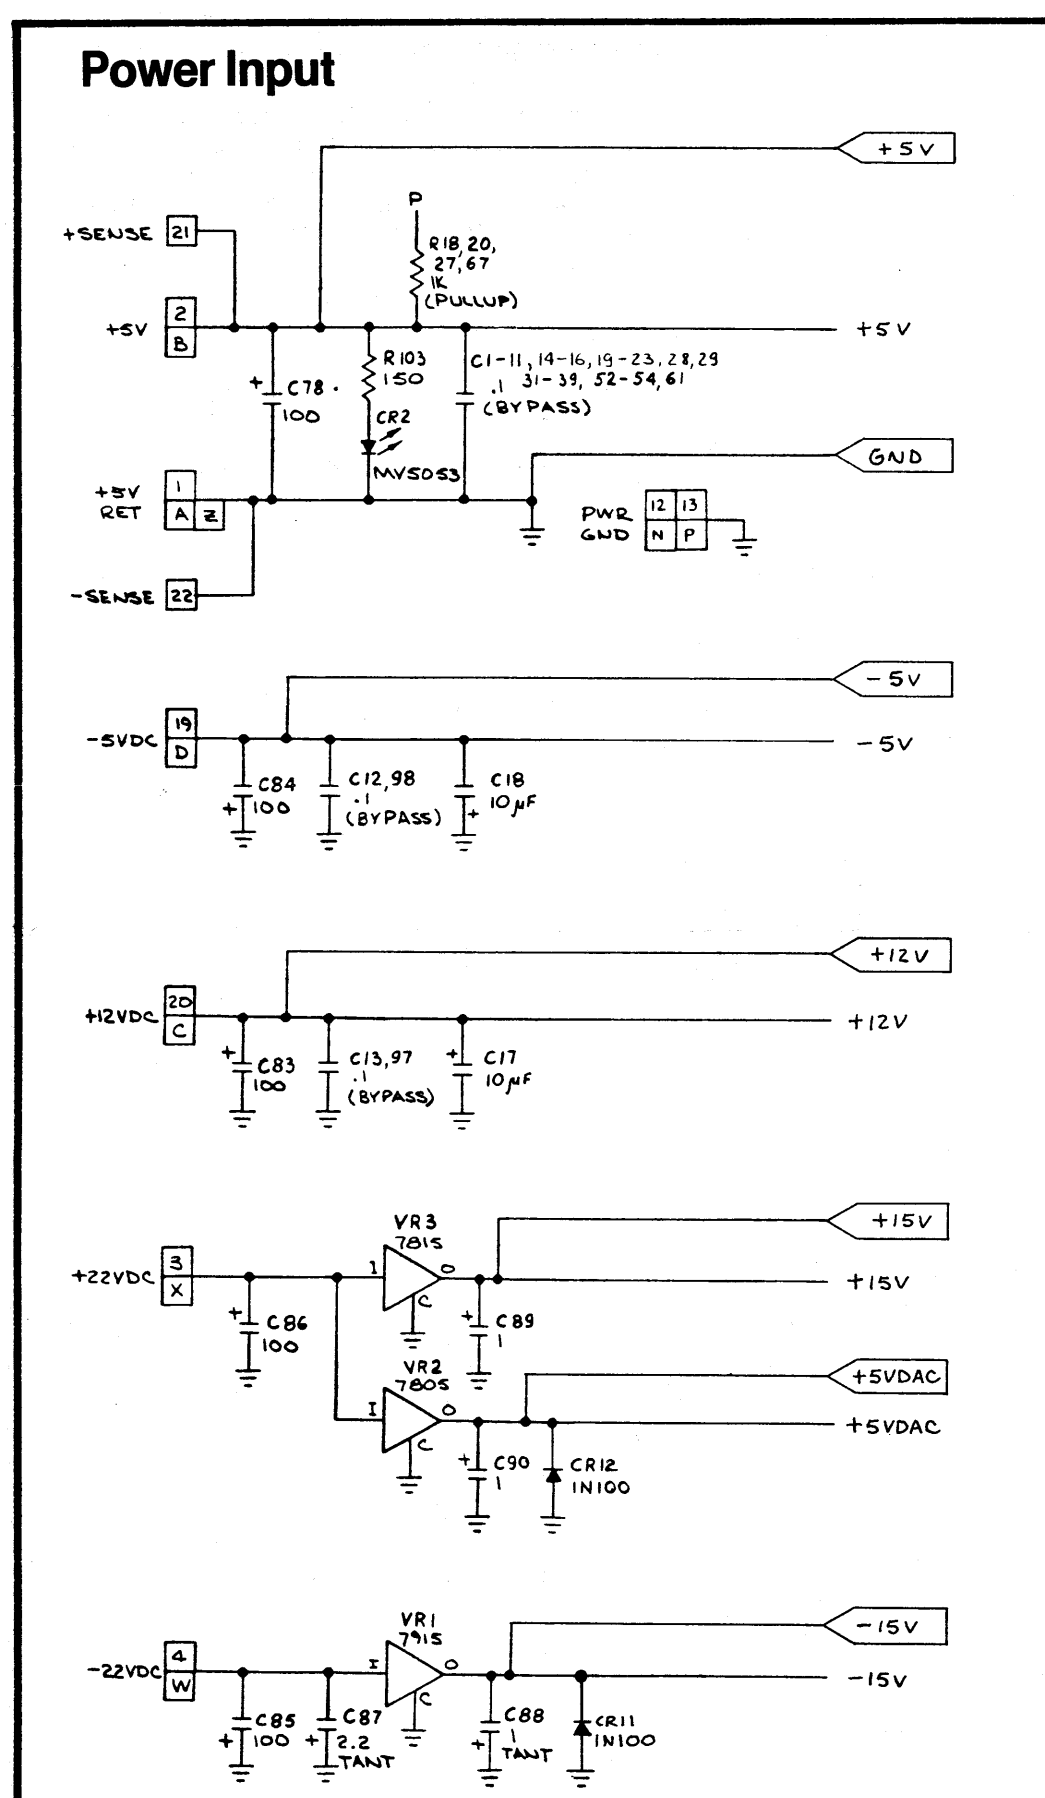 Power Input
+5V
P
+SENSE 21
R18, 20,
27, 67
1K
(PULLUP)
+5V 2
B
+5V
R103
150
C1-11, 14-16, 19-23, 28, 29
.1 31-39, 52-54, 61
(BYPASS)
+ C78
100
CR2
MV5053
GND
+5V
RET
1
A Z
PWR
GND
12 13
N P
-SENSE 22
-5V
-5VDC 19
D
-5V
C84
+ 100
C12, 98
.1
(BYPASS)
C18
10µF
+
+12V
+12VDC 20
C
+12V
+ C83
100
C13, 97
.1
(BYPASS)
+ C17
10µF
VR3
7815
+15V
+22VDC 3
X
I O
C
+15V
+ C86
100
+ C89
1
VR2
7805
+5VDAC
I O
C
+5VDAC
+ C90
1
CR12
1N100
VR1
7915
-15V
-22VDC 4
W
I O
C
-15V
C85
+ 100
C87
+ 2.2
TANT
C88
1
+ TANT
CR11
1N100